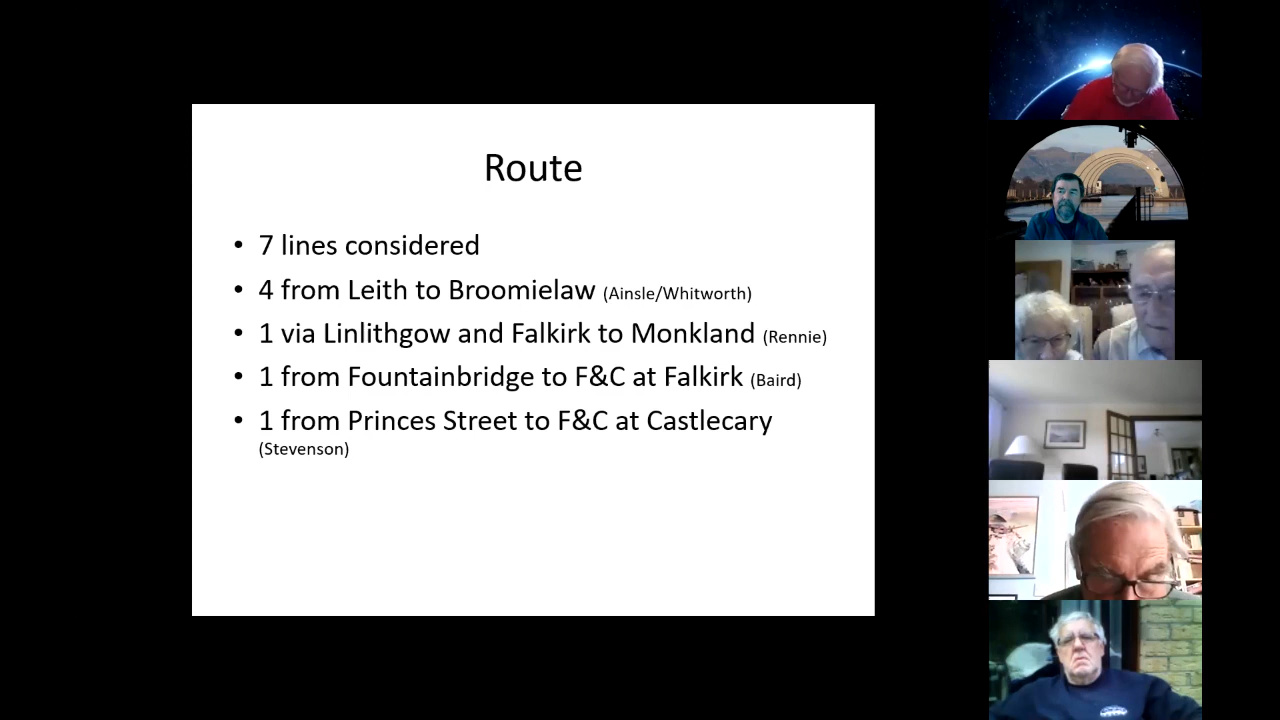 Route
• 7 lines considered
• 4 from Leith to Broomielaw (Ainsle/Whitworth)
• 1 via Linlithgow and Falkirk to Monkland (Rennie)
• 1 from Fountainbridge to F&C at Falkirk (Baird)
• 1 from Princes Street to F&C at Castlecary
(Stevenson)